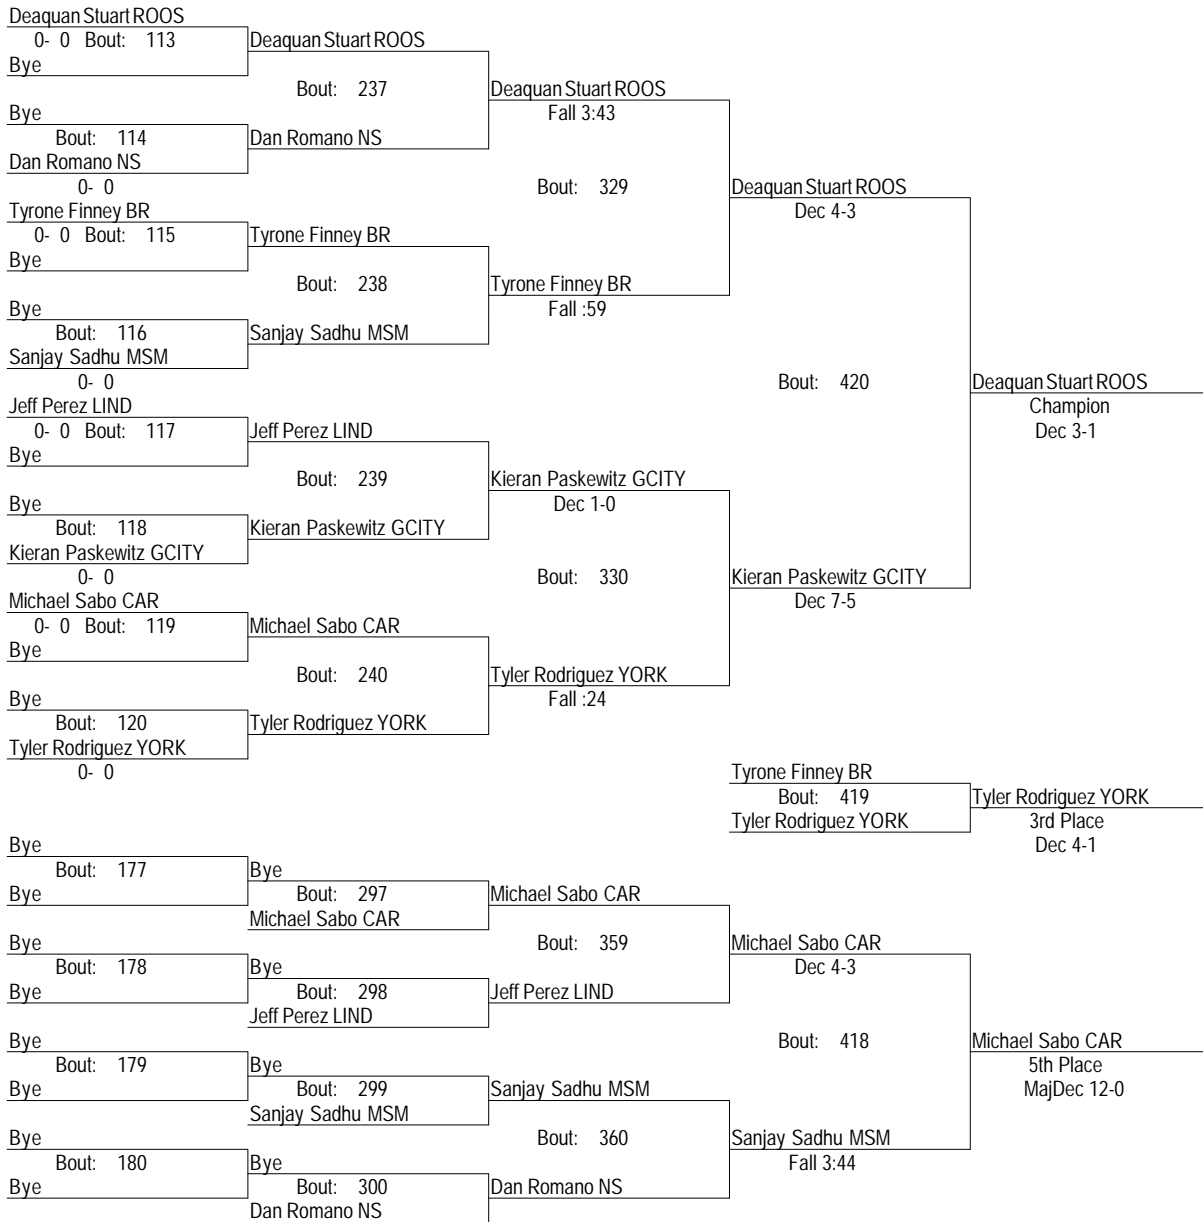 Deaquan Stuart ROOS
0- 0 Bout: 113
Deaquan Stuart ROOS
Bye
Bout: 237
Deaquan Stuart ROOS
Bye
Fall 3:43
Bout: 114
Dan Romano NS
Dan Romano NS
0- 0
Bout: 329
Deaquan Stuart ROOS
Tyrone Finney BR
Dec 4-3
0- 0 Bout: 115
Tyrone Finney BR
Bye
Bout: 238
Tyrone Finney BR
Bye
Fall :59
Bout: 116
Sanjay Sadhu MSM
Sanjay Sadhu MSM
0- 0
Bout: 420
Deaquan Stuart ROOS
Jeff Perez LIND
Champion
0- 0 Bout: 117
Jeff Perez LIND
Dec 3-1
Bye
Bout: 239
Kieran Paskewitz GCITY
Bye
Dec 1-0
Bout: 118
Kieran Paskewitz GCITY
Kieran Paskewitz GCITY
0- 0
Bout: 330
Kieran Paskewitz GCITY
Michael Sabo CAR
Dec 7-5
0- 0 Bout: 119
Michael Sabo CAR
Bye
Bout: 240
Tyler Rodriguez YORK
Bye
Fall :24
Bout: 120
Tyler Rodriguez YORK
Tyler Rodriguez YORK
0- 0
Tyrone Finney BR
Bout: 419
Tyler Rodriguez YORK
Tyler Rodriguez YORK
3rd Place
Dec 4-1
Bye
Bout: 177
Bye
Bye
Bout: 297
Michael Sabo CAR
Michael Sabo CAR
Bye
Bout: 359
Michael Sabo CAR
Bout: 178
Bye
Dec 4-3
Bye
Bout: 298
Jeff Perez LIND
Jeff Perez LIND
Bye
Bout: 418
Michael Sabo CAR
Bout: 179
Bye
5th Place
Bye
Bout: 299
Sanjay Sadhu MSM
MajDec 12-0
Sanjay Sadhu MSM
Bye
Bout: 360
Sanjay Sadhu MSM
Bout: 180
Bye
Fall 3:44
Bye
Bout: 300
Dan Romano NS
Dan Romano NS